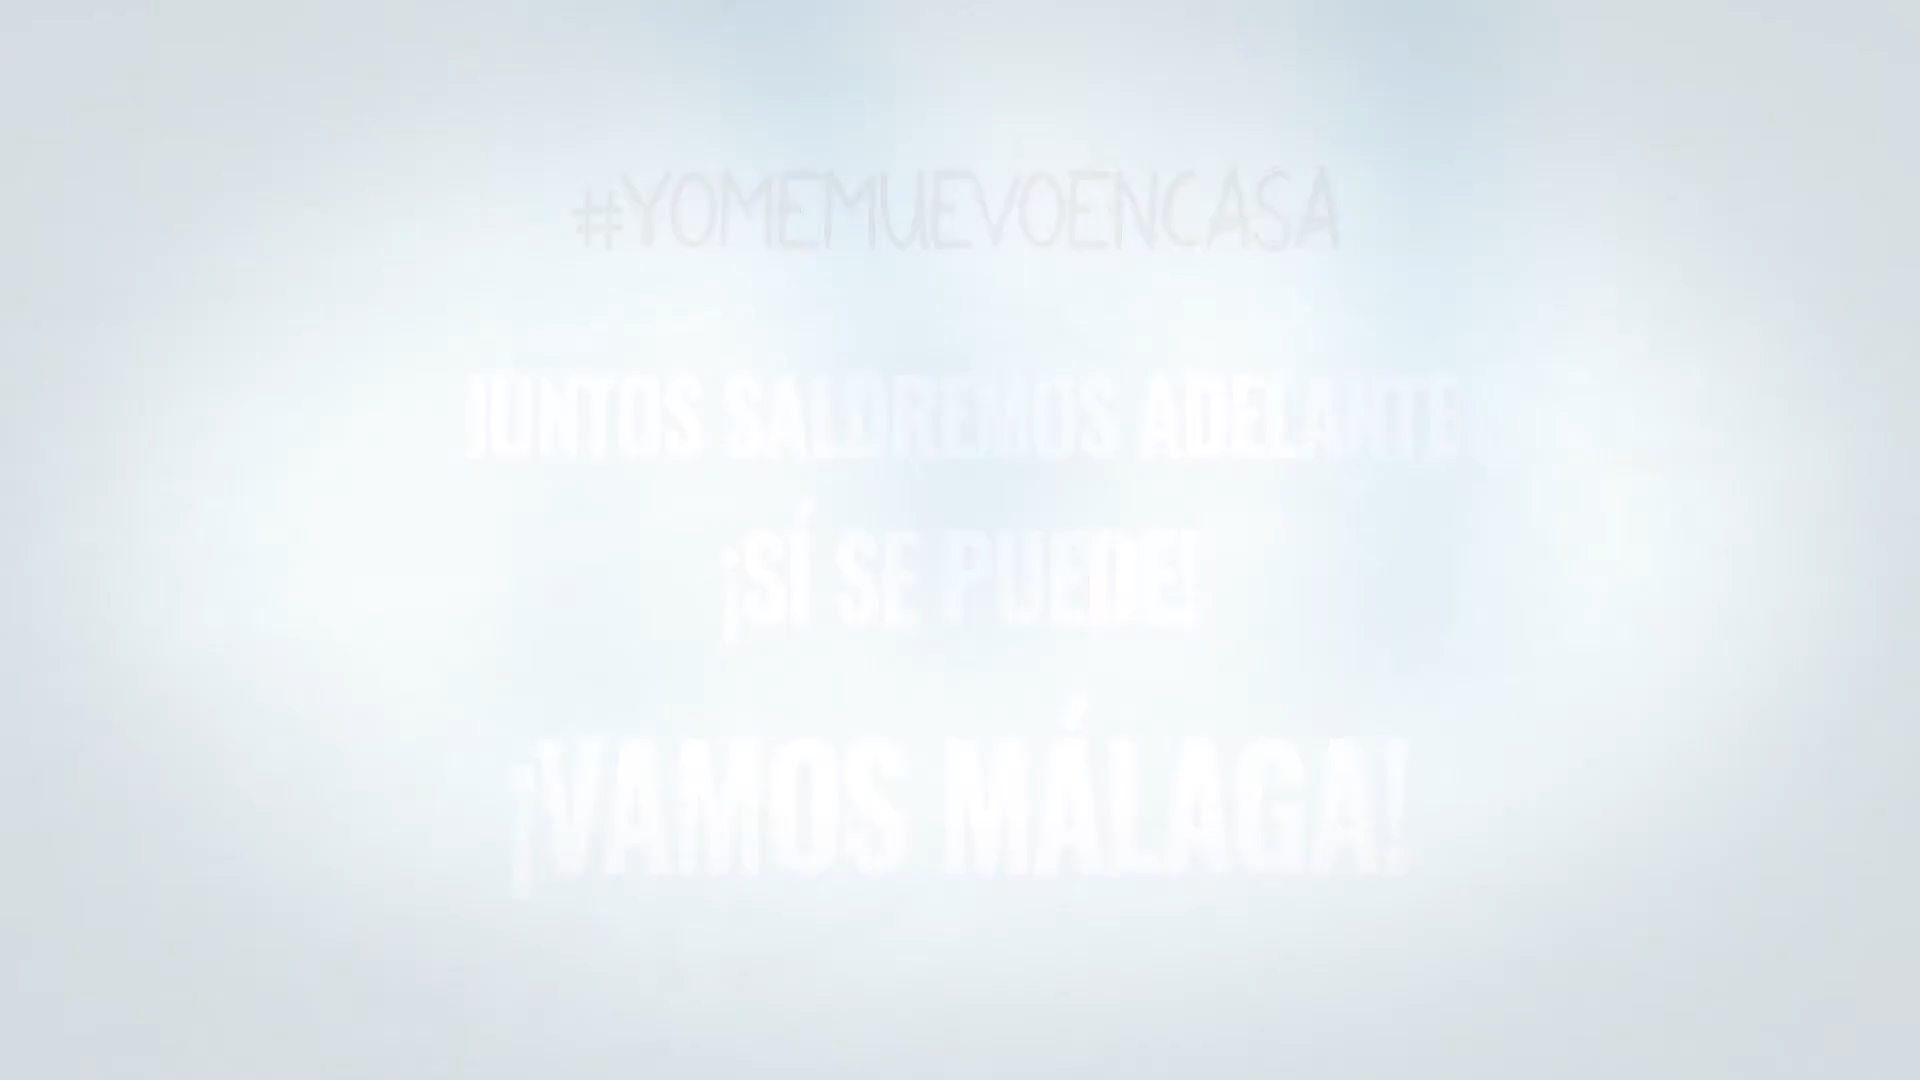 #YOMEMUEVOENCASA
JUNTOS SALDREMOS ADELANTE
¡SÍ SE PUEDE!
¡VAMOS MÁLAGA!